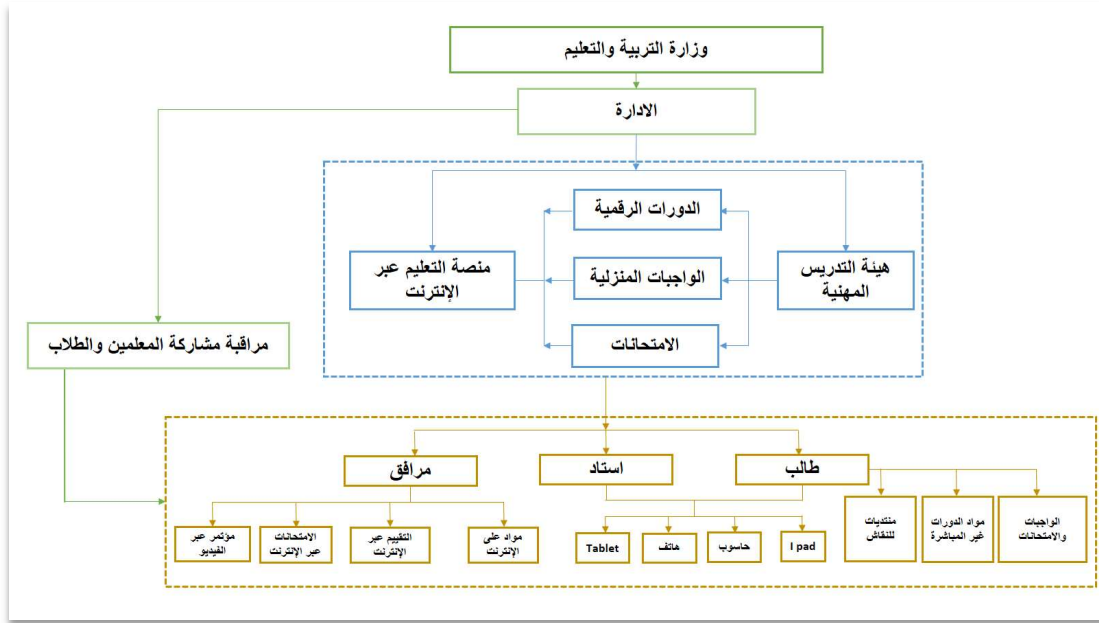 وزارة التربية والتعليم
الادارة
الدورات الرقمية
هيئة التدريس
المهنية
الواجبات المنزلية
منصة التعليم عبر
الإنترنت
الامتحانات
مراقبة مشاركة المعلمين والطلاب
طالب
استاد
مرافق
الواجبات
والامتحانات
مواد الدورات
غير المباشرة
منتديات
للنقاش
I pad
حاسوب
هاتف
Tablet
مواد على
الإنترنت
التقييم عبر
الإنترنت
الامتحانات
عبر الإنترنت
مؤتمر عبر
الفيديو